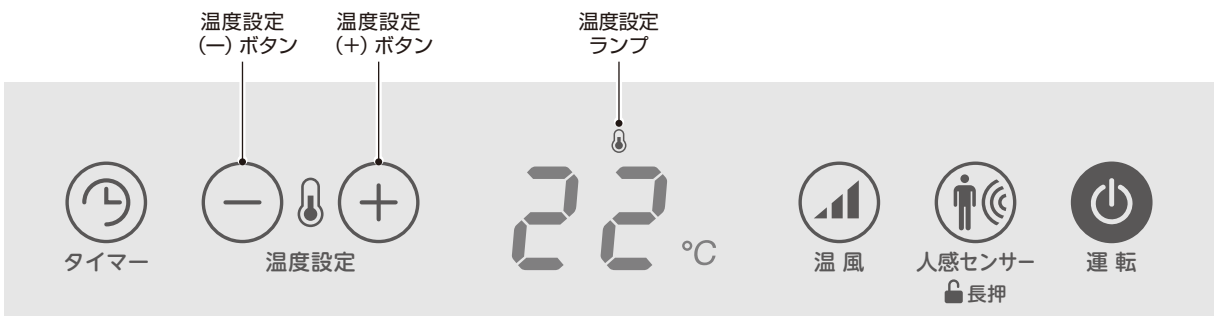 温度設定
(ー) ボタン
温度設定
(＋) ボタン
温度設定
ランプ
22 ℃
タイマー
温度設定
温 風
人感センサー
長押
運 転